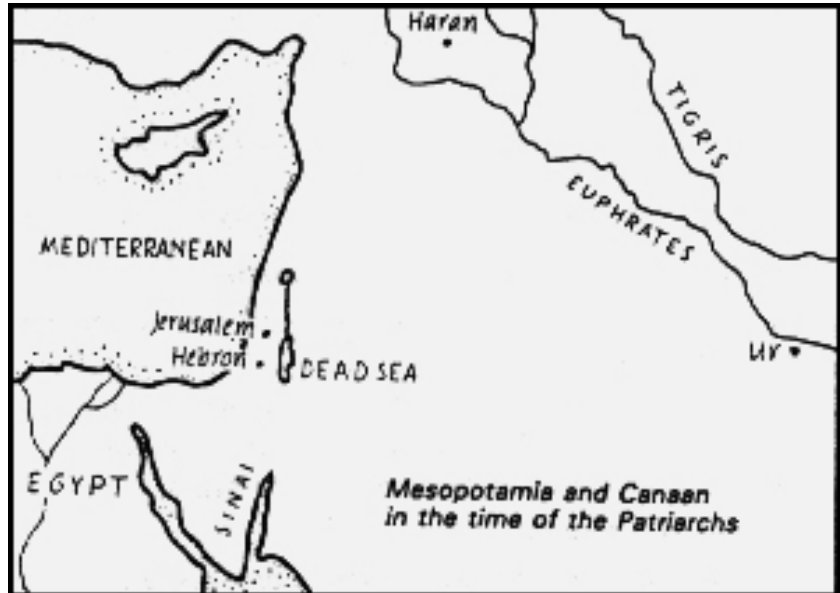 Haran
TIGRIS
EUPHRATES
MEDITERRANEAN
Jerusalem
Hebron
DEAD SEA
Ur
EGYPT
SINAI
Mesopotamia and Canaan
in the time of the Patriarchs